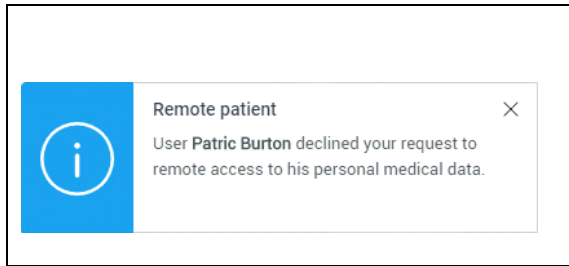 Remote patient
User Patric Burton declined your request to
remote access to his personal medical data.